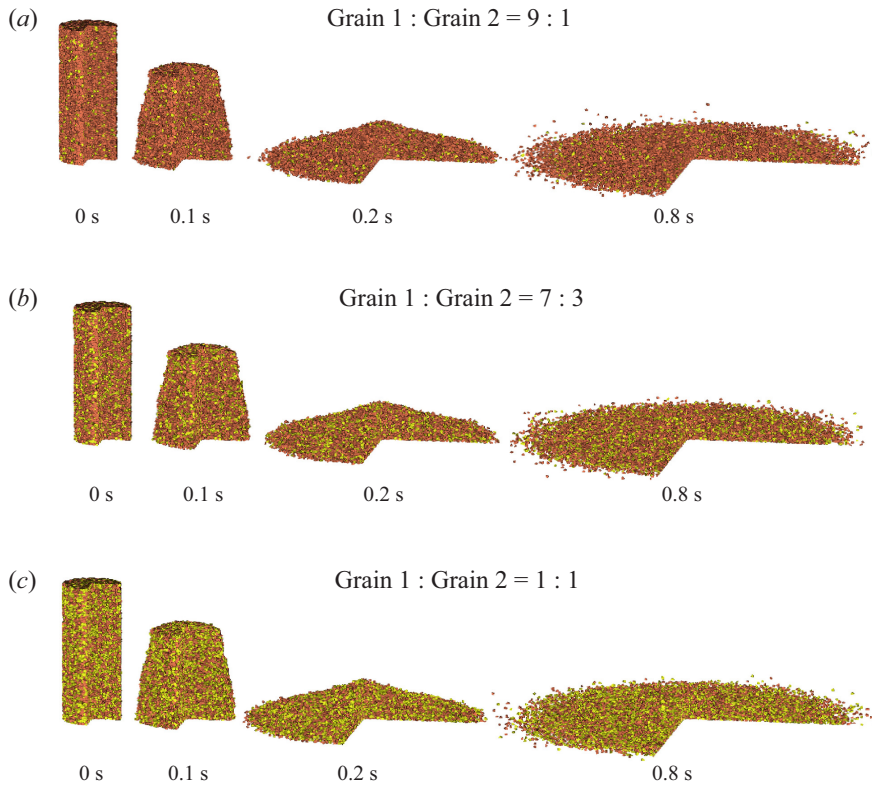 (a) Grain 1 : Grain 2 = 9 : 1
0 s 0.1 s 0.2 s 0.8 s
(b) Grain 1 : Grain 2 = 7 : 3
0 s 0.1 s 0.2 s 0.8 s
(c) Grain 1 : Grain 2 = 1 : 1
0 s 0.1 s 0.2 s 0.8 s